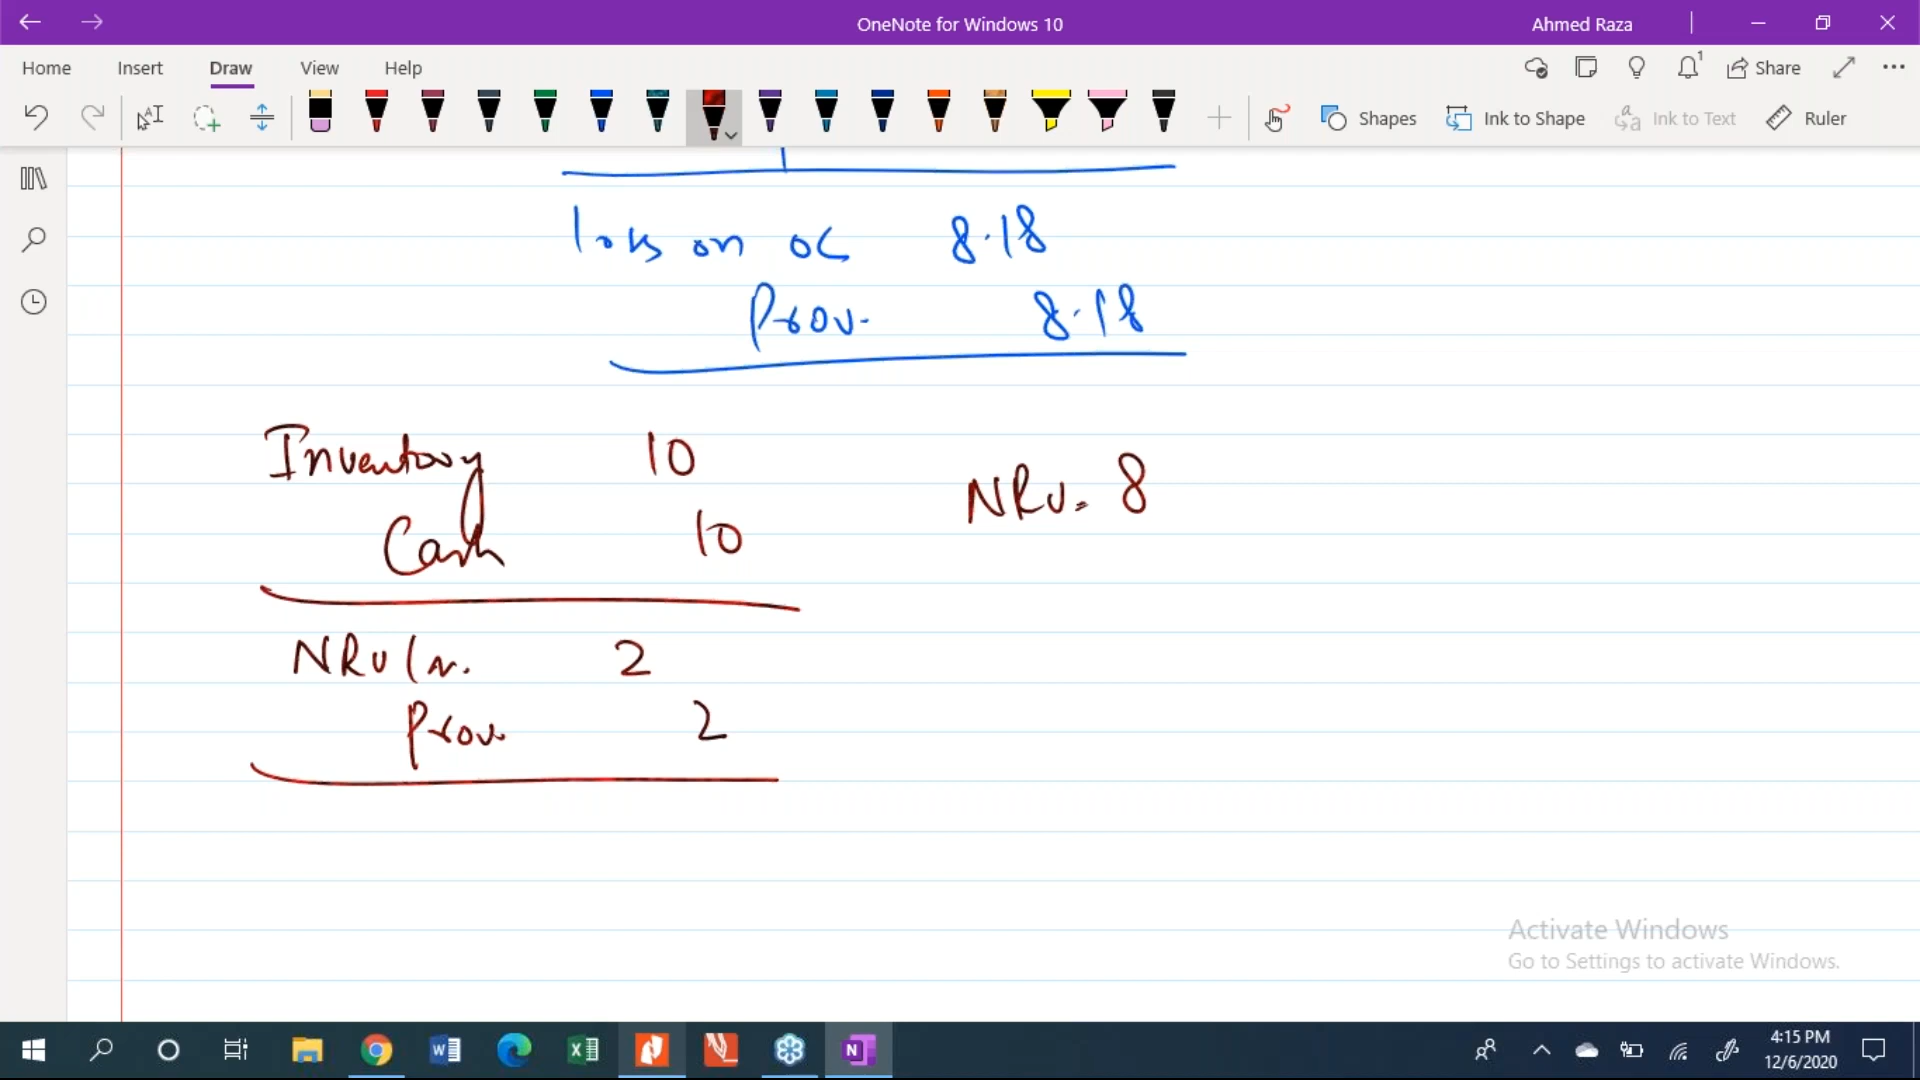 OneNote for Windows 10
Ahmed Raza
Home Insert Draw View Help
1
Share
Shapes Ink to Shape Ink to Text Ruler
loss on OC 8.18
Prov. 8.18
Inventory 10
Cash 10
NRV = 8
NRV 2
Prov. 2
Activate Windows
Go to Settings to activate Windows.
4:15 PM
12/6/2020